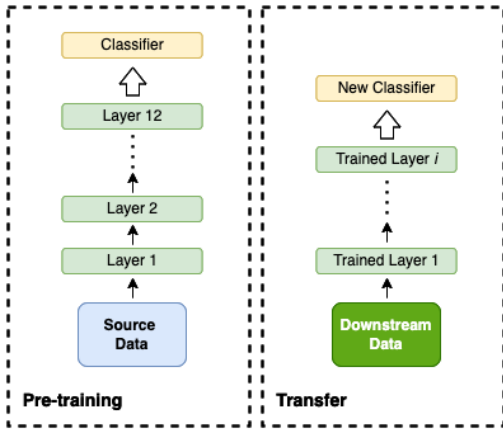 Classifier
Layer 12
Layer 2
Layer 1
Source
Data
Pre-training
New Classifier
Trained Layer i
Trained Layer 1
Downstream
Data
Transfer